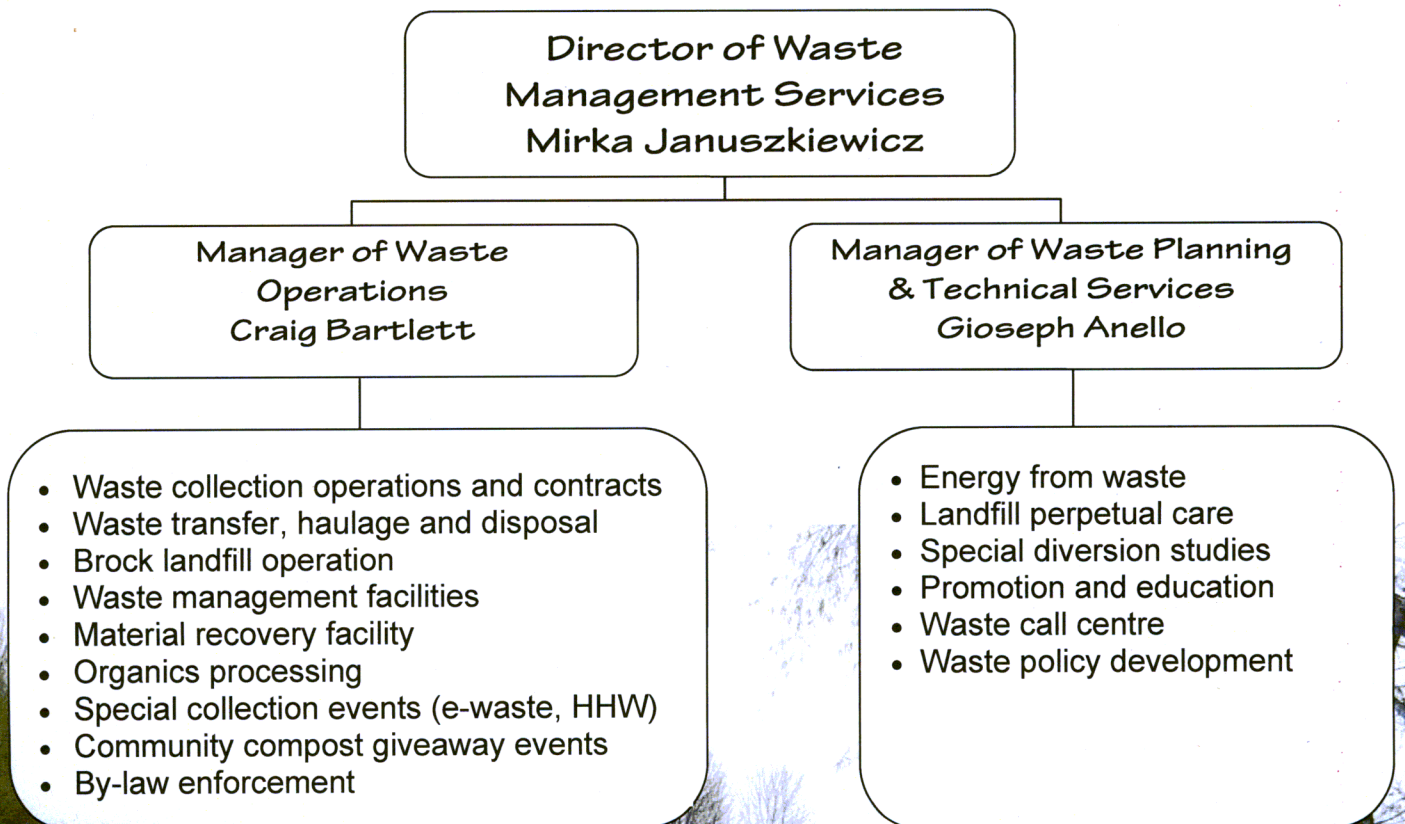 Director of Waste
Management Services
Mirka Januszkiewicz
Manager of Waste
Operations
Craig Bartlett
Manager of Waste Planning
& Technical Services
Gioseph Anello
• Waste collection operations and contracts
• Waste transfer, haulage and disposal
• Brock landfill operation
• Waste management facilities
• Material recovery facility
• Organics processing
• Special collection events (e-waste, HHW)
• Community compost giveaway events
• By-law enforcement
• Energy from waste
• Landfill perpetual care
• Special diversion studies
• Promotion and education
• Waste call centre
• Waste policy development